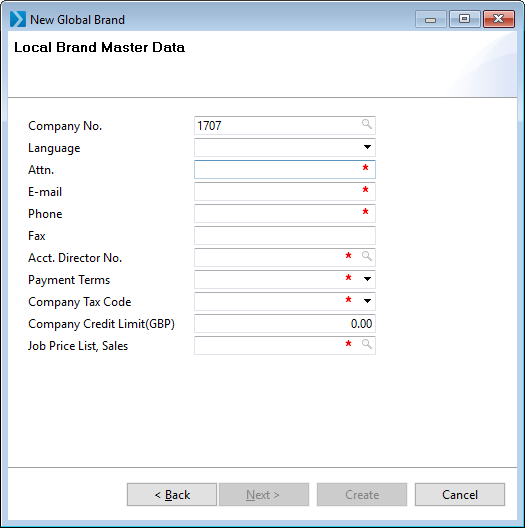 New Global Brand
Local Brand Master Data
Company No. 1707
Language
Attn. *
E-mail *
Phone *
Fax
Acct. Director No. *
Payment Terms *
Company Tax Code *
Company Credit Limit(GBP) 0.00
Job Price List, Sales *
< Back Next > Create Cancel